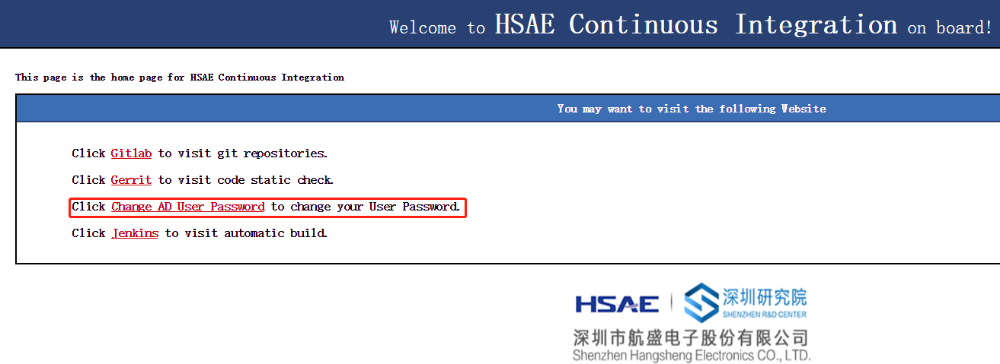 Welcome to HSAE Continuous Integration on board!
This page is the home page for HSAE Continuous Integration
You may want to visit the following Website
Click Gitlab to visit git repositories.
Click Gerrit to visit code static check.
Click Change AD User Password to change your User Password.
Click Jenkins to visit automatic build.
HSAE 深圳研究院
SHENZHEN R&D CENTER
深圳市航盛电子股份有限公司
Shenzhen Hangsheng Electronics CO., LTD.